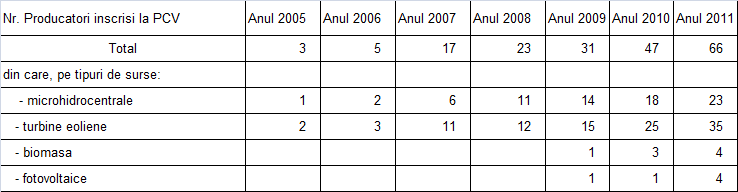 Nr. Producatori inscrisi la PCV Anul 2005 Anul 2006 Anul 2007 Anul 2008 Anul 2009 Anul 2010 Anul 2011
Total 3 5 17 23 31 47 66
din care, pe tipuri de surse:
- microhidrocentrale 1 2 6 11 14 18 23
- turbine eoliene 2 3 11 12 15 25 35
- biomasa 1 3 4
- fotovoltaice 1 1 4